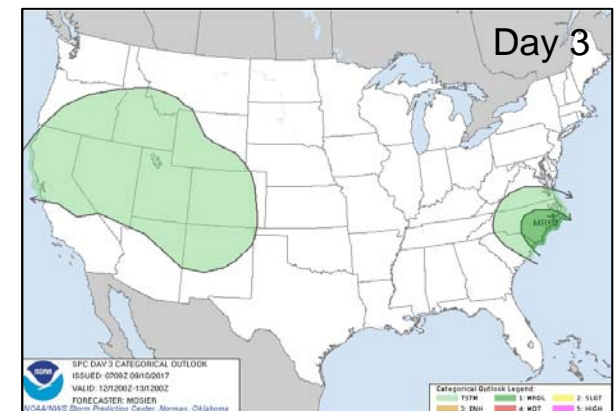 Day 3
MRGL
NOAA
SPC DAY 3 CATEGORICAL OUTLOOK
ISSUED: 0709Z 09/10/2017
VALID: 12/1200Z-13/1200Z
FORECASTER: MOSIER
NOAA/NWS Storm Prediction Center, Norman, Oklahoma
Categorical Outlook Legend:
TSTM 1: MRGL 2: SLGT
3: ENH 4: MDT 5: HIGH